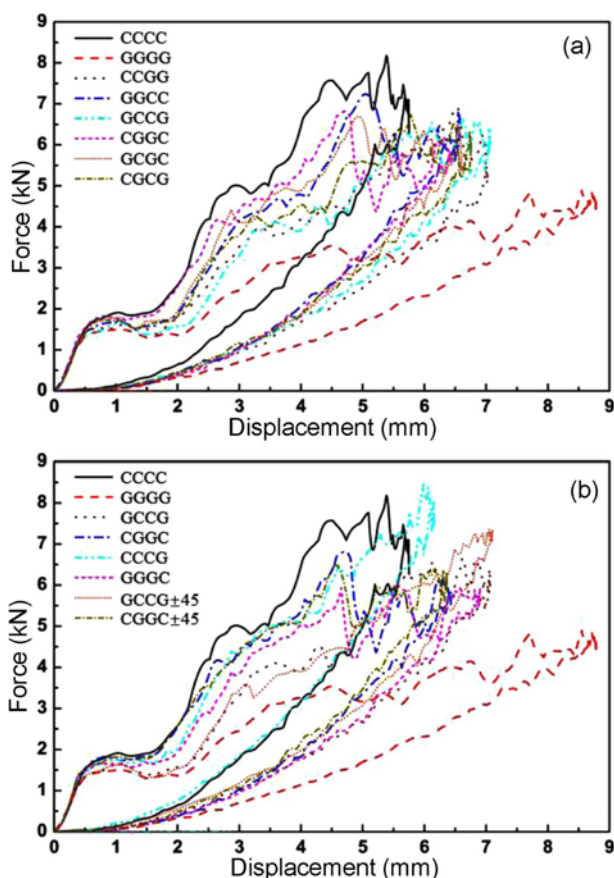 (a)
CCCC
GGGG
CCGG
GGCC
GCCG
CGGC
GCGC
CGCG
Force (kN)
9
8
7
6
5
4
3
2
1
0
0 1 2 3 4 5 6 7 8 9
Displacement (mm)
(b)
CCCC
GGGG
GCCG
CGGC
CCCG
GGGC
GCCG±45
CGGC±45
Force (kN)
9
8
7
6
5
4
3
2
1
0
0 1 2 3 4 5 6 7 8 9
Displacement (mm)